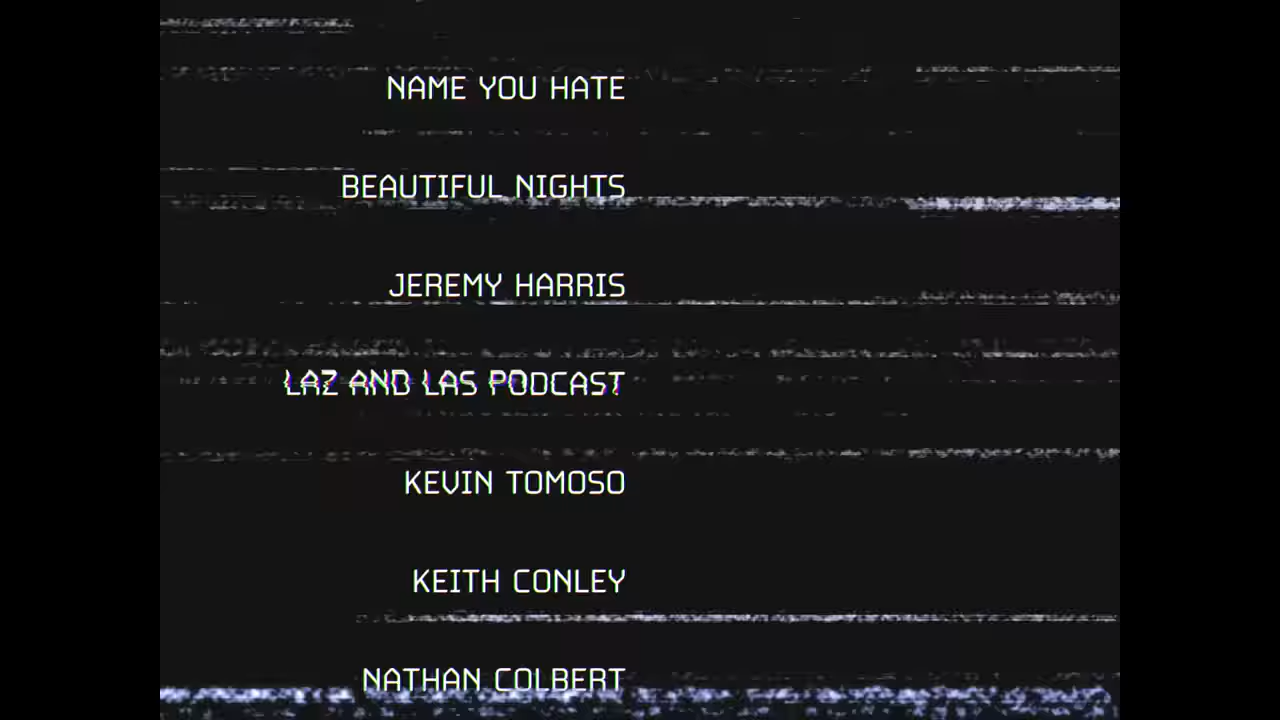 NAME YOU HATE
BEAUTIFUL NIGHTS
JEREMY HARRIS
LAZ AND LAS PODCAST
KEVIN TOMOSO
KEITH CONLEY
NATHAN COLBERT